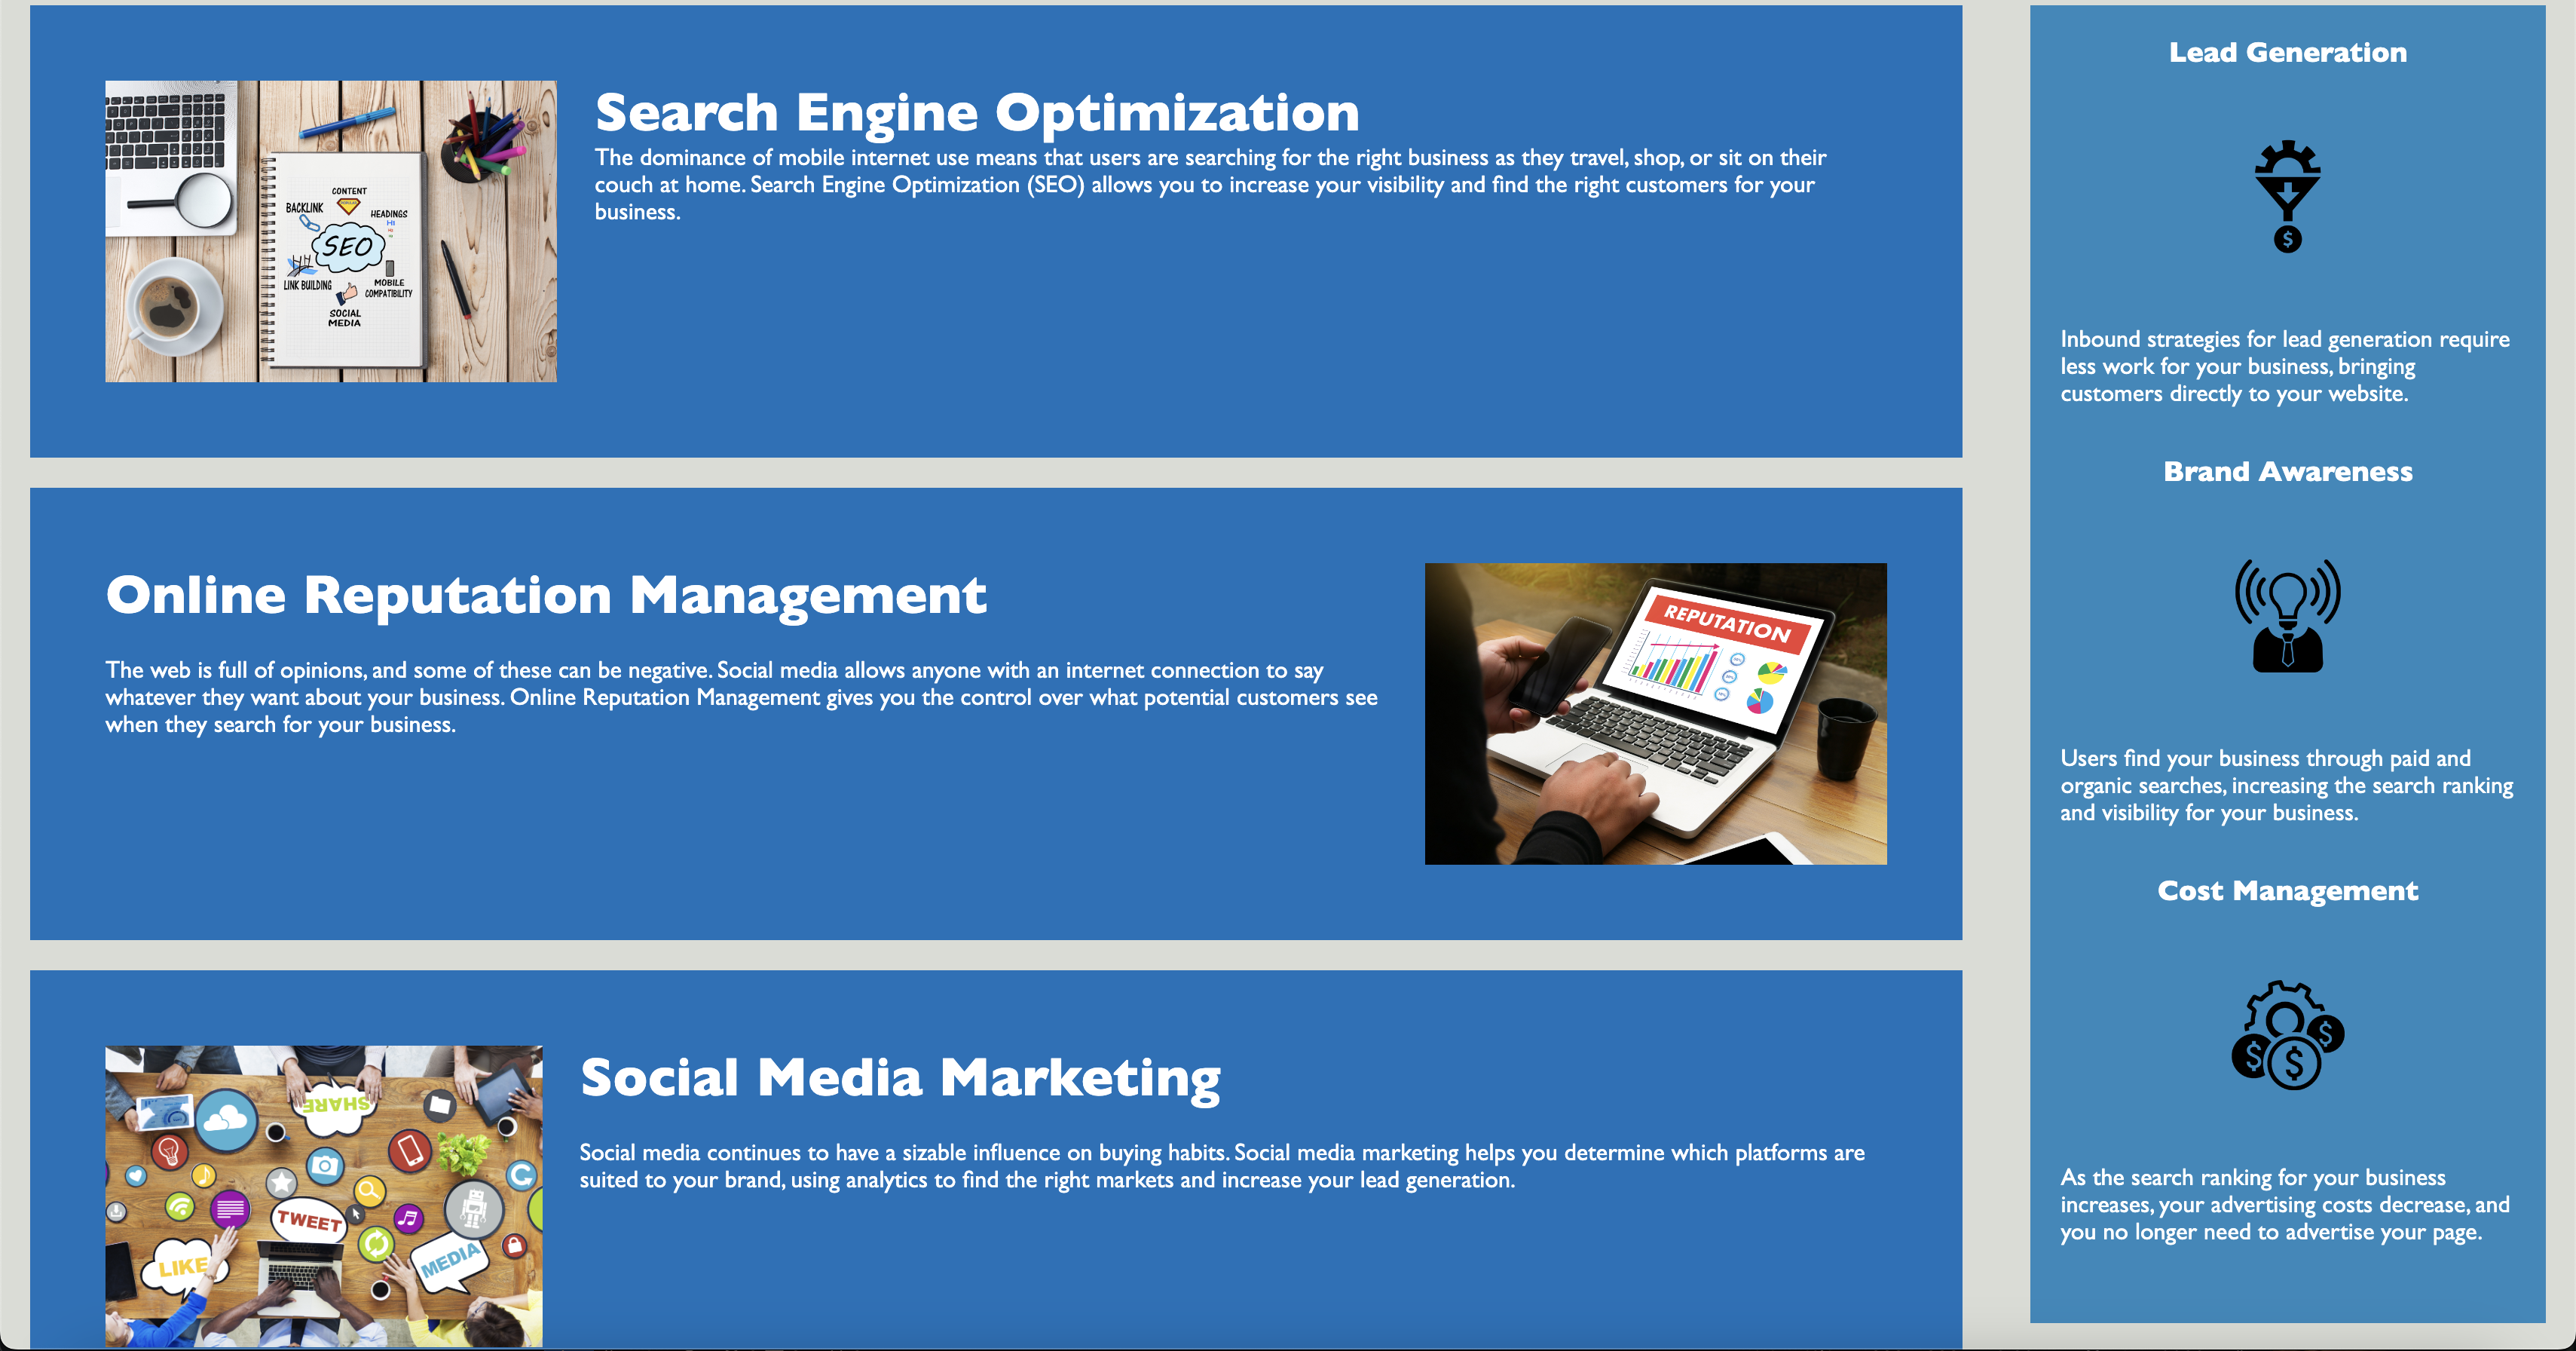 Search Engine Optimization
The dominance of mobile internet use means that users are searching for the right business as they travel, shop, or sit on their
couch at home. Search Engine Optimization (SEO) allows you to increase your visibility and find the right customers for your
business.
CONTENT
BACKLINK
HEADINGS
SEO
LINK BUILDING
MOBILE
COMPATIBILITY
SOCIAL
MEDIA
Online Reputation Management
The web is full of opinions, and some of these can be negative. Social media allows anyone with an internet connection to say
whatever they want about your business. Online Reputation Management gives you the control over what potential customers see
when they search for your business.
REPUTATION
Social Media Marketing
Social media continues to have a sizable influence on buying habits. Social media marketing helps you determine which platforms are
suited to your brand, using analytics to find the right markets and increase your lead generation.
SHARE
TWEET
LIKE
MEDIA
Lead Generation
$
Inbound strategies for lead generation require
less work for your business, bringing
customers directly to your website.
Brand Awareness
Users find your business through paid and
organic searches, increasing the search ranking
and visibility for your business.
Cost Management
$
$ $
As the search ranking for your business
increases, your advertising costs decrease, and
you no longer need to advertise your page.